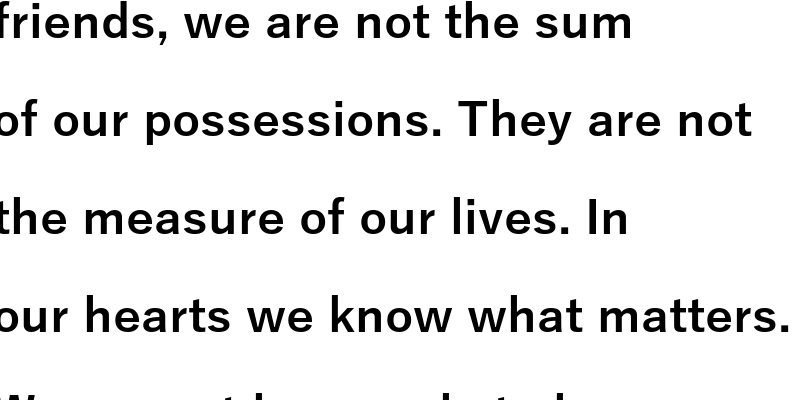 friends, we are not the sum
of our possessions. They are not
the measure of our lives. In
our hearts we know what matters.